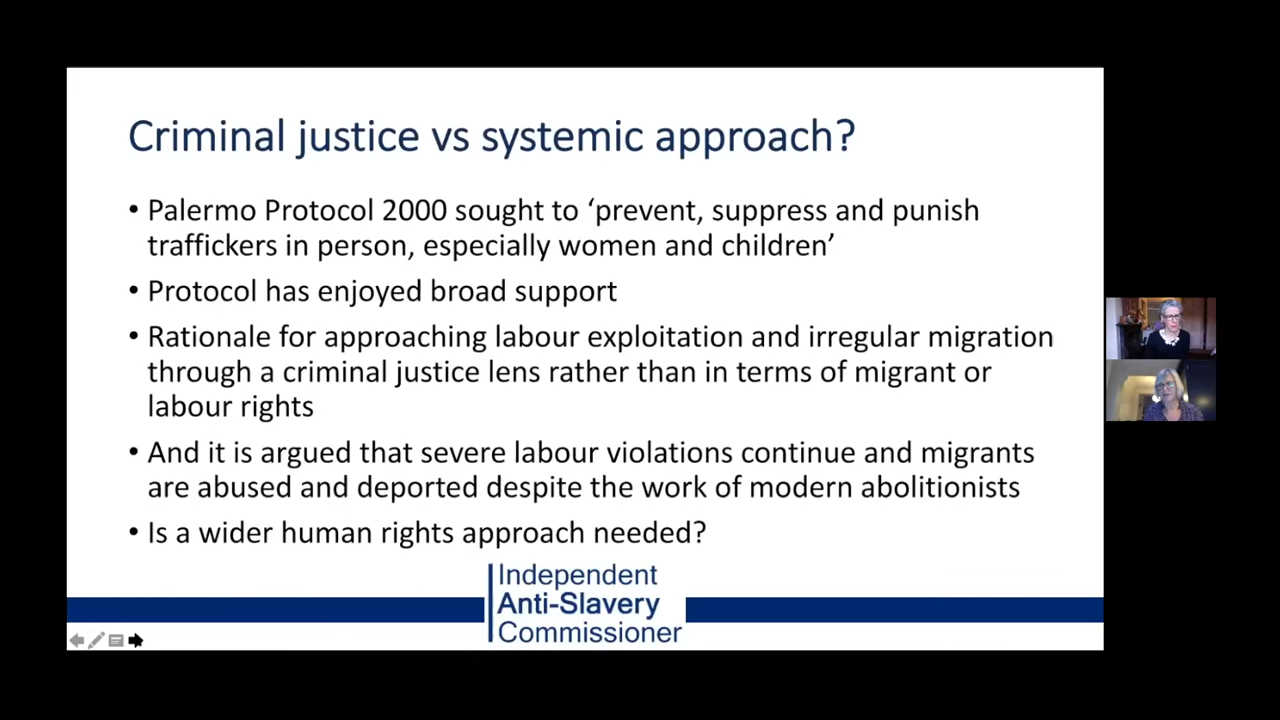 Criminal justice vs systemic approach?
• Palermo Protocol 2000 sought to ‘prevent, suppress and punish
traffickers in person, especially women and children’
• Protocol has enjoyed broad support
• Rationale for approaching labour exploitation and irregular migration
through a criminal justice lens rather than in terms of migrant or
labour rights
• And it is argued that severe labour violations continue and migrants
are abused and deported despite the work of modern abolitionists
• Is a wider human rights approach needed?
Independent
Anti-Slavery
Commissioner